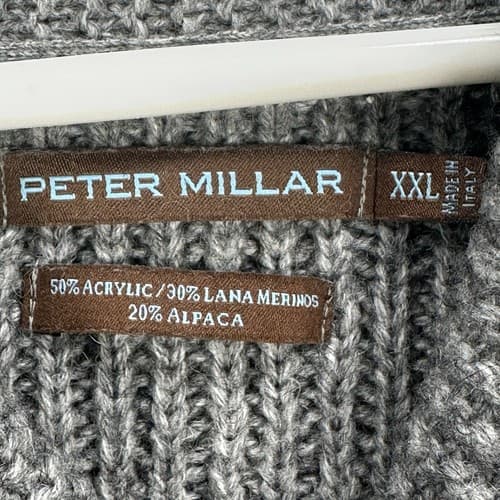 PETER MILLAR
XXL
MADE IN
ITALY
50% ACRYLIC / 30% LANA MERINOS
20% ALPACA